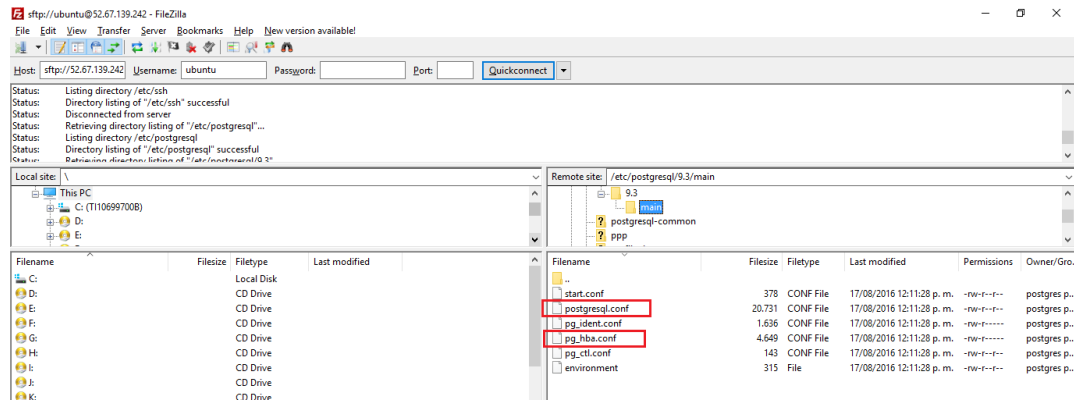 sftp://ubuntu@52.67.139.242 - FileZilla
File Edit View Transfer Server Bookmarks Help New version available!
Host: sftp://52.67.139.242 Username: ubuntu Password: Port: Quickconnect
Status: Listing directory /etc/ssh
Status: Directory listing of "/etc/ssh" successful
Status: Disconnected from server
Status: Retrieving directory listing of "/etc/postgresql"...
Status: Listing directory /etc/postgresql
Status: Directory listing of "/etc/postgresql" successful
Status: Retrieving directory listing of "/etc/postgresql/9.3"
Local site: \
This PC
C: (TI10699700B)
D:
E:
Remote site: /etc/postgresql/9.3/main
9.3
main
? postgresql-common
? ppp
Filename Filesize Filetype Last modified
C: Local Disk
D: CD Drive
E: CD Drive
F: CD Drive
G: CD Drive
H: CD Drive
I: CD Drive
J: CD Drive
K: CD Drive
Filename Filesize Filetype Last modified Permissions Owner/Gro..
..
start.conf 378 CONF File 17/08/2016 12:11:28 p. m. -rw-r--r-- postgres p...
postgresql.conf 20.731 CONF File 17/08/2016 12:11:28 p. m. -rw-r--r-- postgres p...
pg_ident.conf 1.636 CONF File 17/08/2016 12:11:28 p. m. -rw-r----- postgres p...
pg_hba.conf 4.649 CONF File 17/08/2016 12:11:28 p. m. -rw-r----- postgres p...
pg_ctl.conf 143 CONF File 17/08/2016 12:11:28 p. m. -rw-r--r-- postgres p...
environment 315 File 17/08/2016 12:11:28 p. m. -rw-r--r-- postgres p...